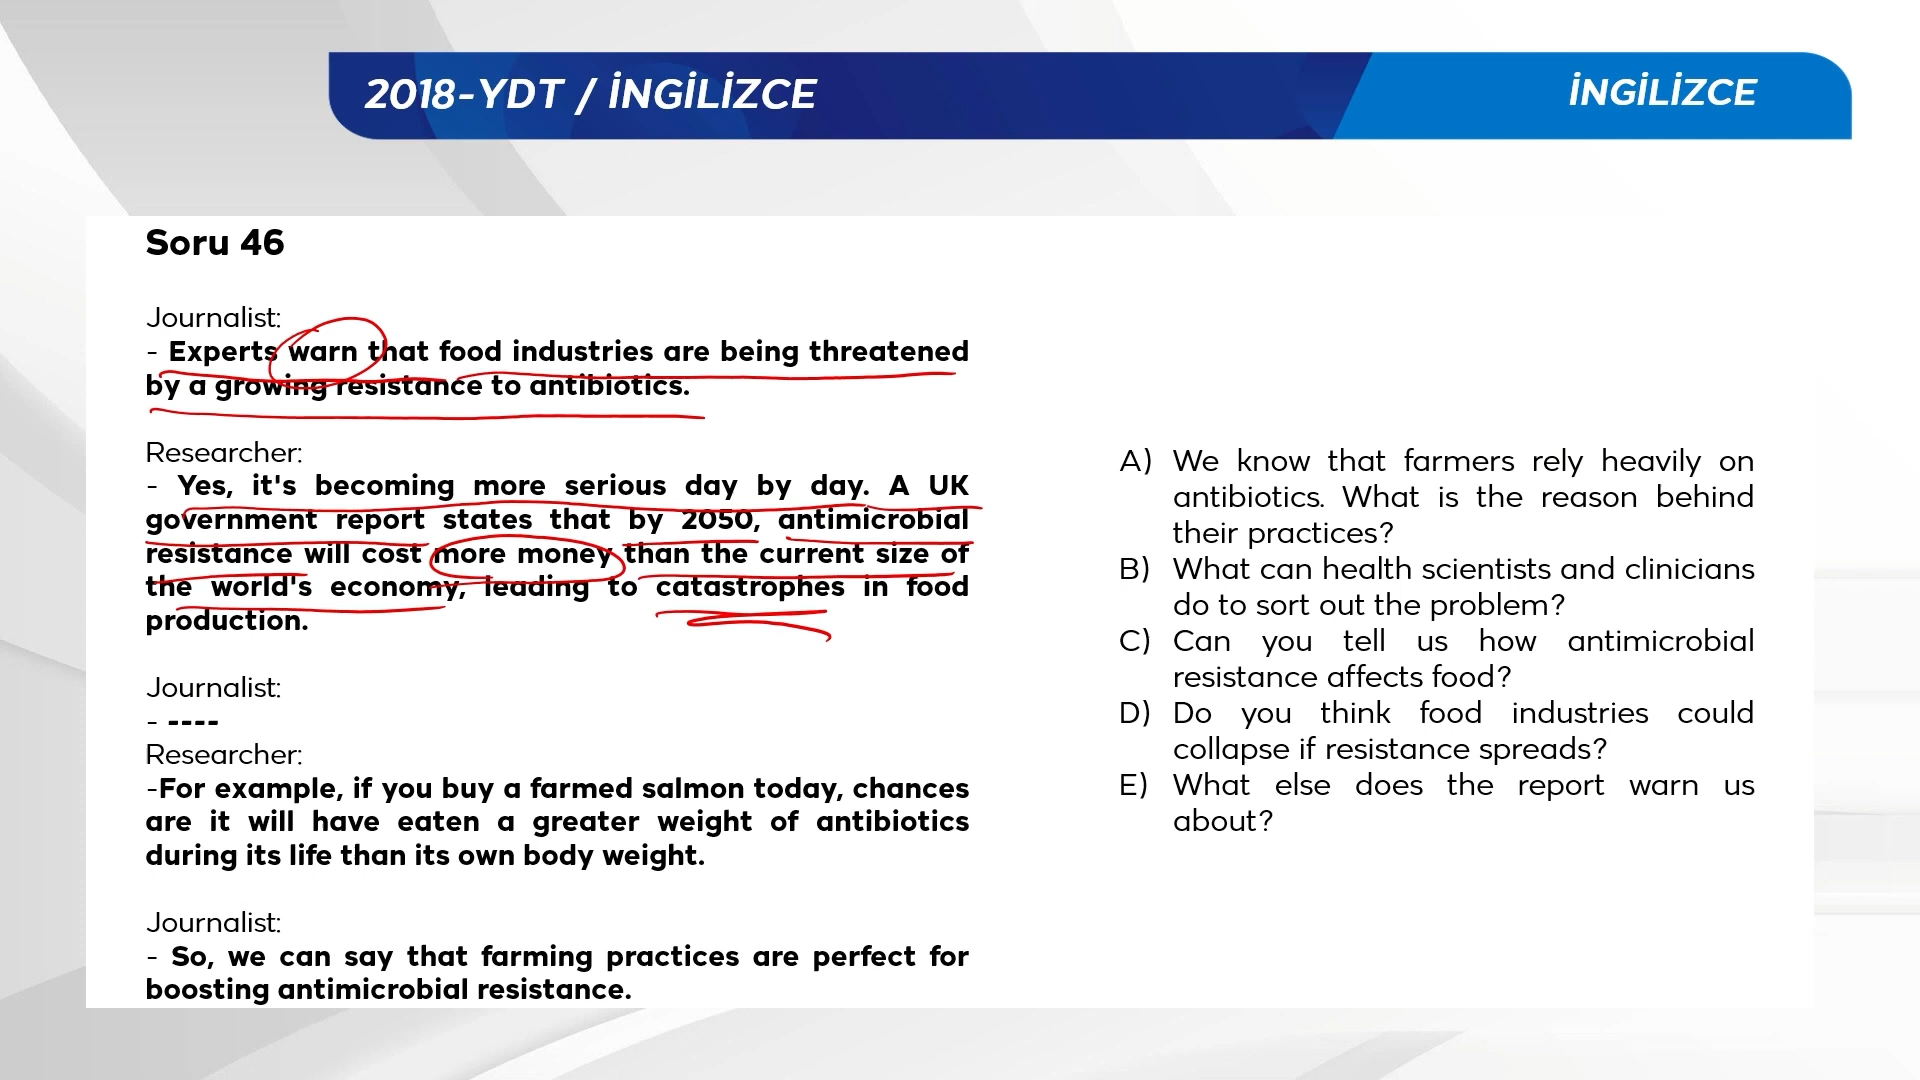 2018-YDT / İNGİLİZCE
İNGİLİZCE
Soru 46
Journalist:
- Experts warn that food industries are being threatened
by a growing resistance to antibiotics.
Researcher:
- Yes, it's becoming more serious day by day. A UK
government report states that by 2050, antimicrobial
resistance will cost more money than the current size of
the world's economy, leading to catastrophes in food
production.
Journalist:
- ----
Researcher:
-For example, if you buy a farmed salmon today, chances
are it will have eaten a greater weight of antibiotics
during its life than its own body weight.
Journalist:
- So, we can say that farming practices are perfect for
boosting antimicrobial resistance.
A) We know that farmers rely heavily on
antibiotics. What is the reason behind
their practices?
B) What can health scientists and clinicians
do to sort out the problem?
C) Can you tell us how antimicrobial
resistance affects food?
D) Do you think food industries could
collapse if resistance spreads?
E) What else does the report warn us
about?